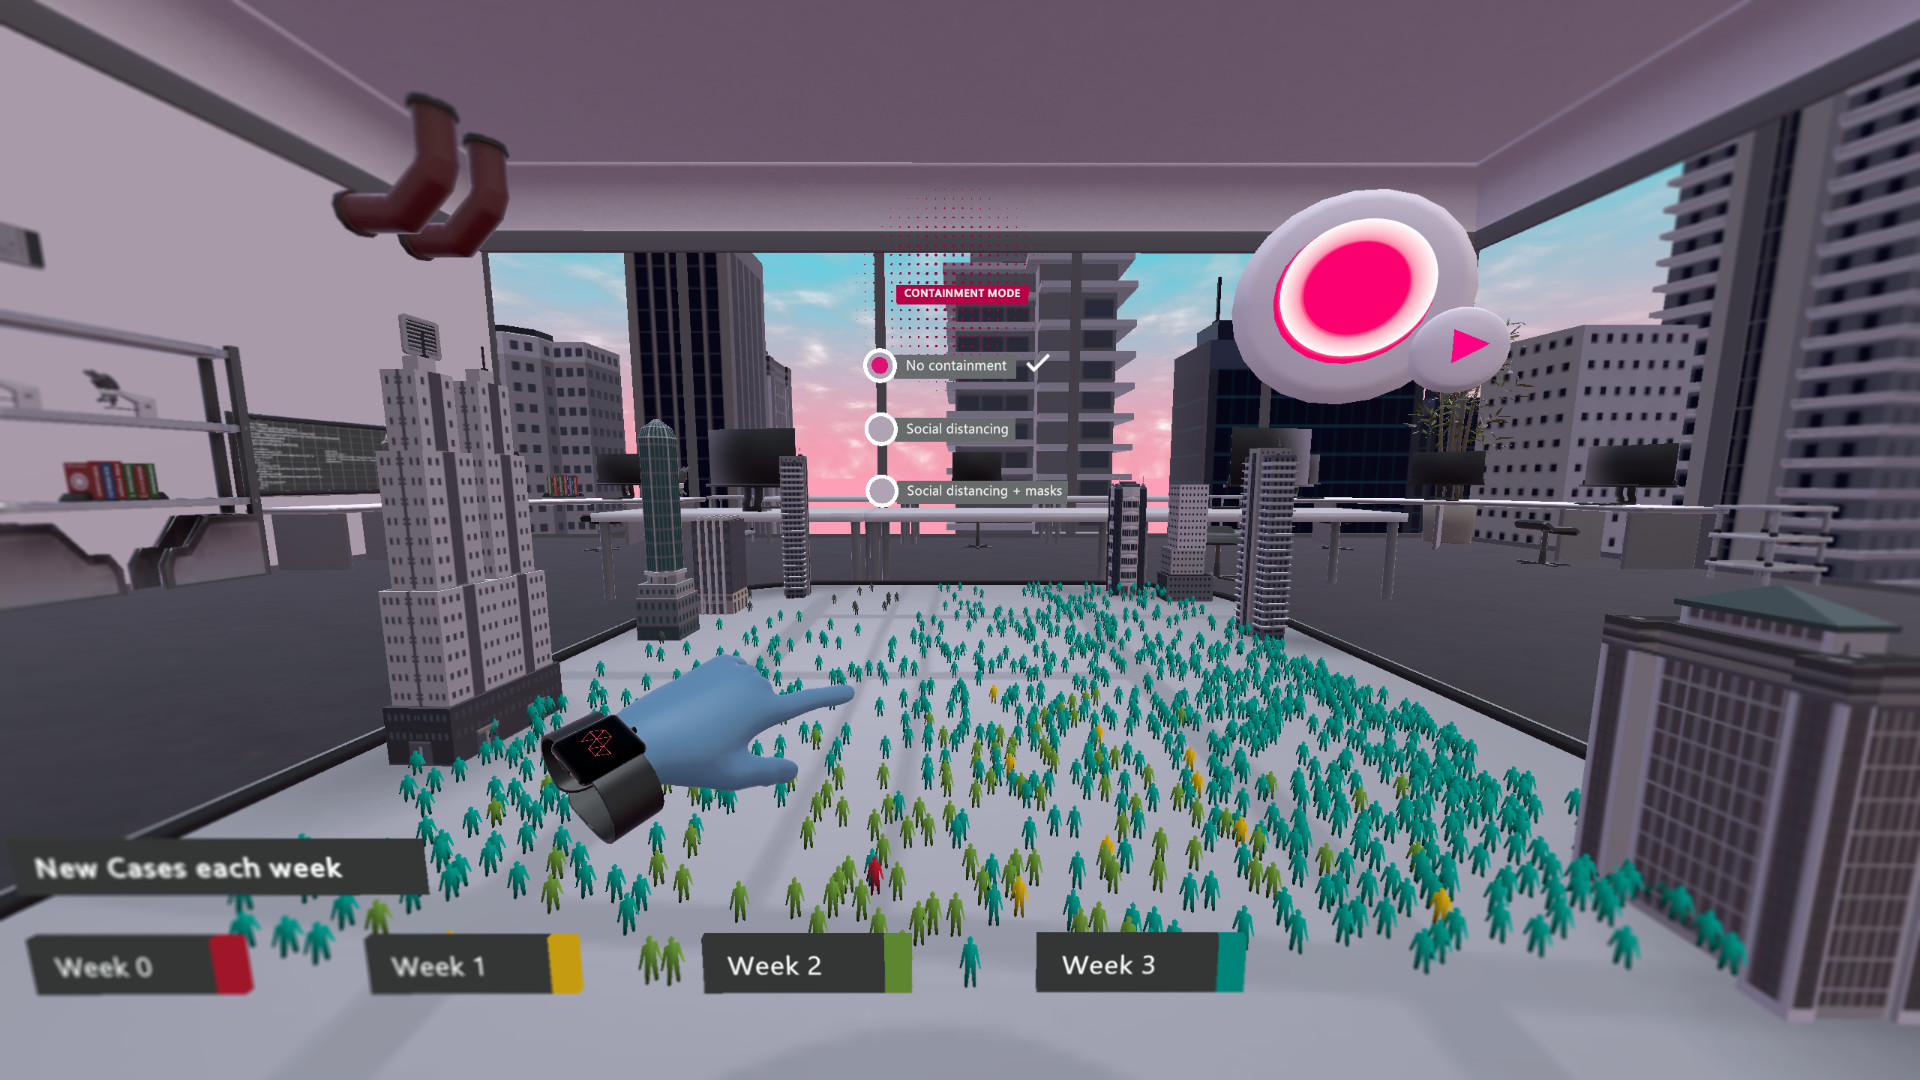 CONTAINMENT MODE
No containment
Social distancing
Social distancing + masks
New Cases each week
Week 0
Week 1
Week 2
Week 3